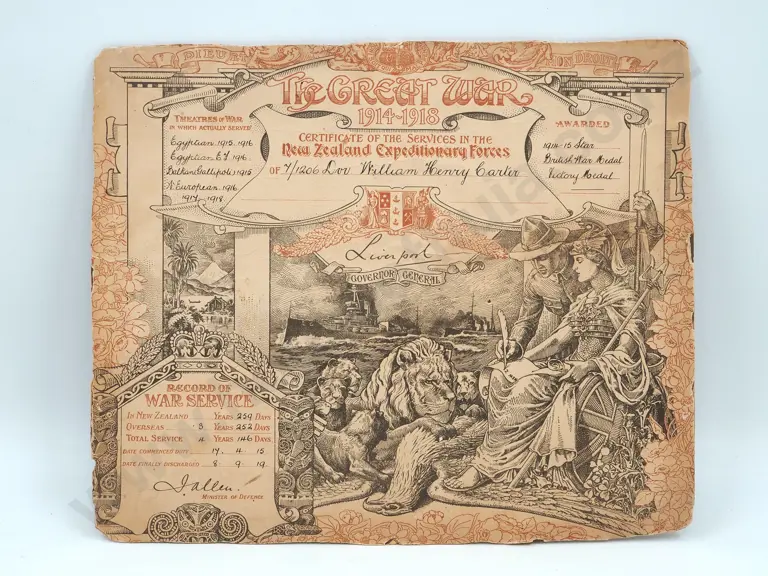 DIEU ET MON DROIT
THE GREAT WAR
1914-1918
CERTIFICATE OF THE SERVICES IN THE
New Zealand Expeditionary Forces
OF 7/1206 Dvr William Henry Carter
THEATRES OF WAR
IN WHICH ACTUALLY SERVED
Egyptian 1915. 1916
Egyptian E.F. 1916.
Balkan (Gallipoli) 1915
W. European. 1916.
1917. 1918.
AWARDED
1914-15 Star
British War Medal
Victory Medal
Liverpool
GOVERNOR GENERAL
RECORD OF
WAR SERVICE
IN NEW ZEALAND YEARS 259 DAYS
OVERSEAS 3 YEARS 252 DAYS
TOTAL SERVICE 4 YEARS 146 DAYS
DATE COMMENCED DUTY 17 4 15
DATE FINALLY DISCHARGED 8 9 19
J Allen.
MINISTER OF DEFENCE